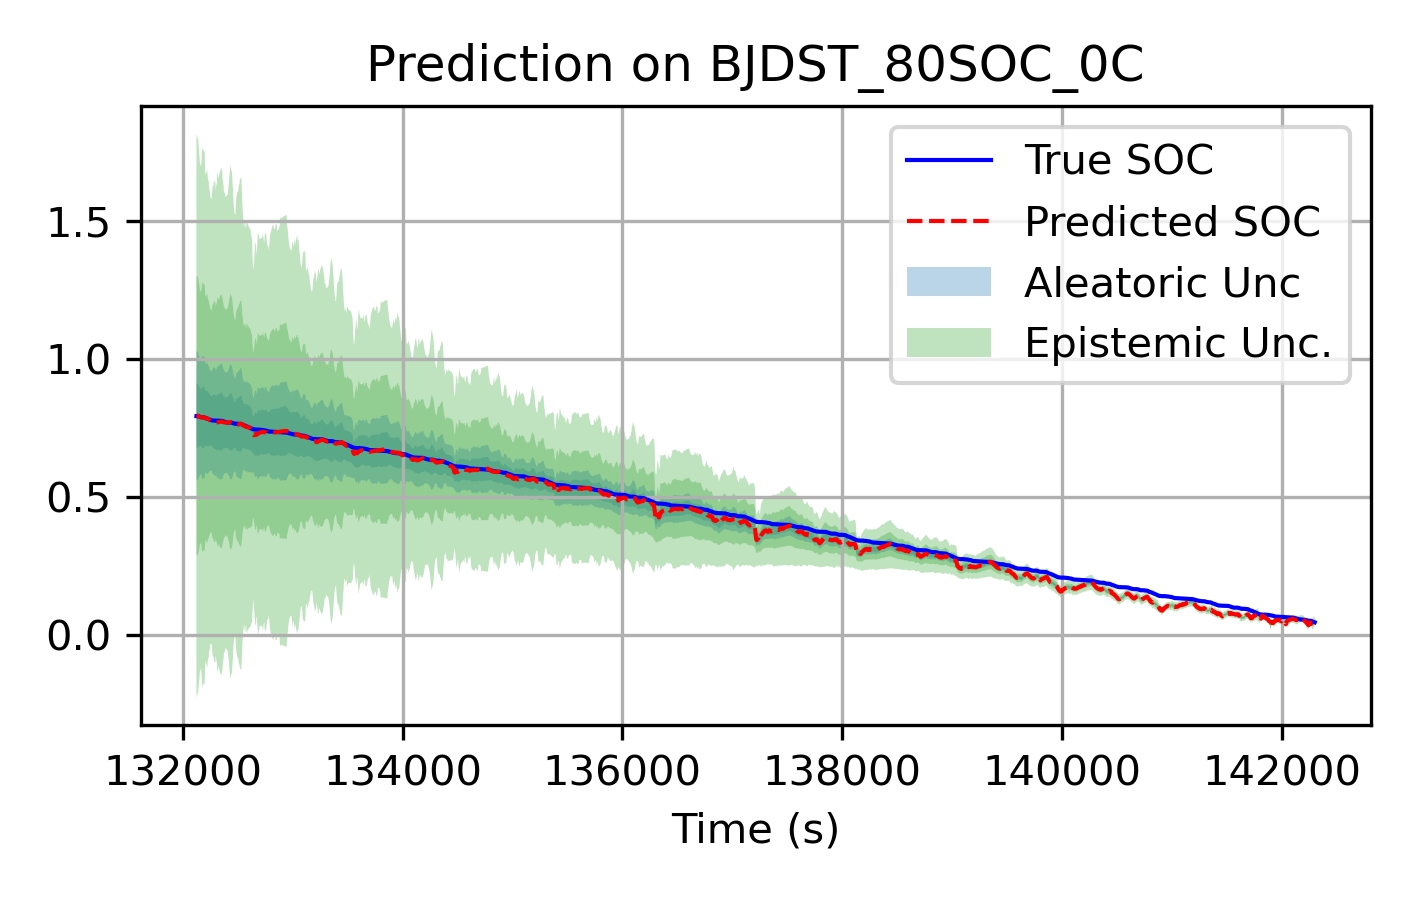 Prediction on BJDST_80SOC_0C
True SOC
Predicted SOC
Aleatoric Unc
Epistemic Unc.
1.5
1.0
0.5
0.0
132000 134000 136000 138000 140000 142000
Time (s)